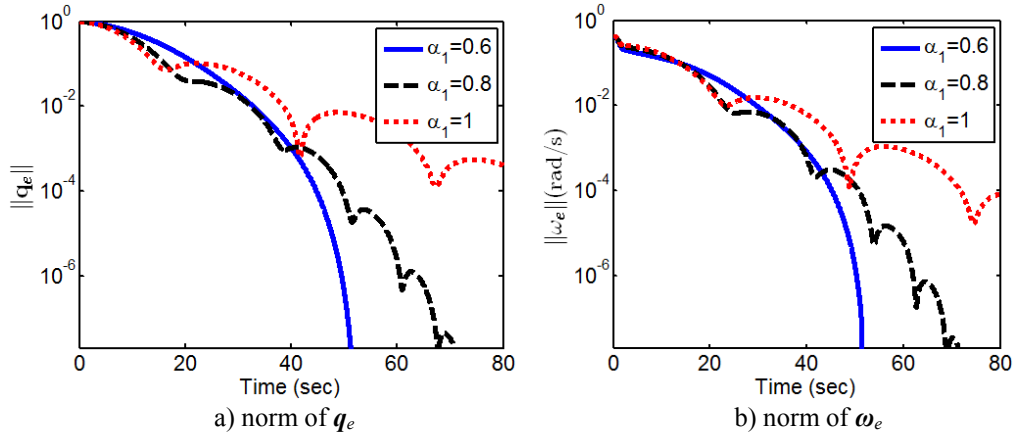 10^0
10^-2
10^-4
10^-6
||q_e||
α_1=0.6
α_1=0.8
α_1=1
0 20 40 60 80
Time (sec)
a) norm of q_e
10^0
10^-2
10^-4
10^-6
||ω_e||(rad/s)
α_1=0.6
α_1=0.8
α_1=1
0 20 40 60 80
Time (sec)
b) norm of ω_e